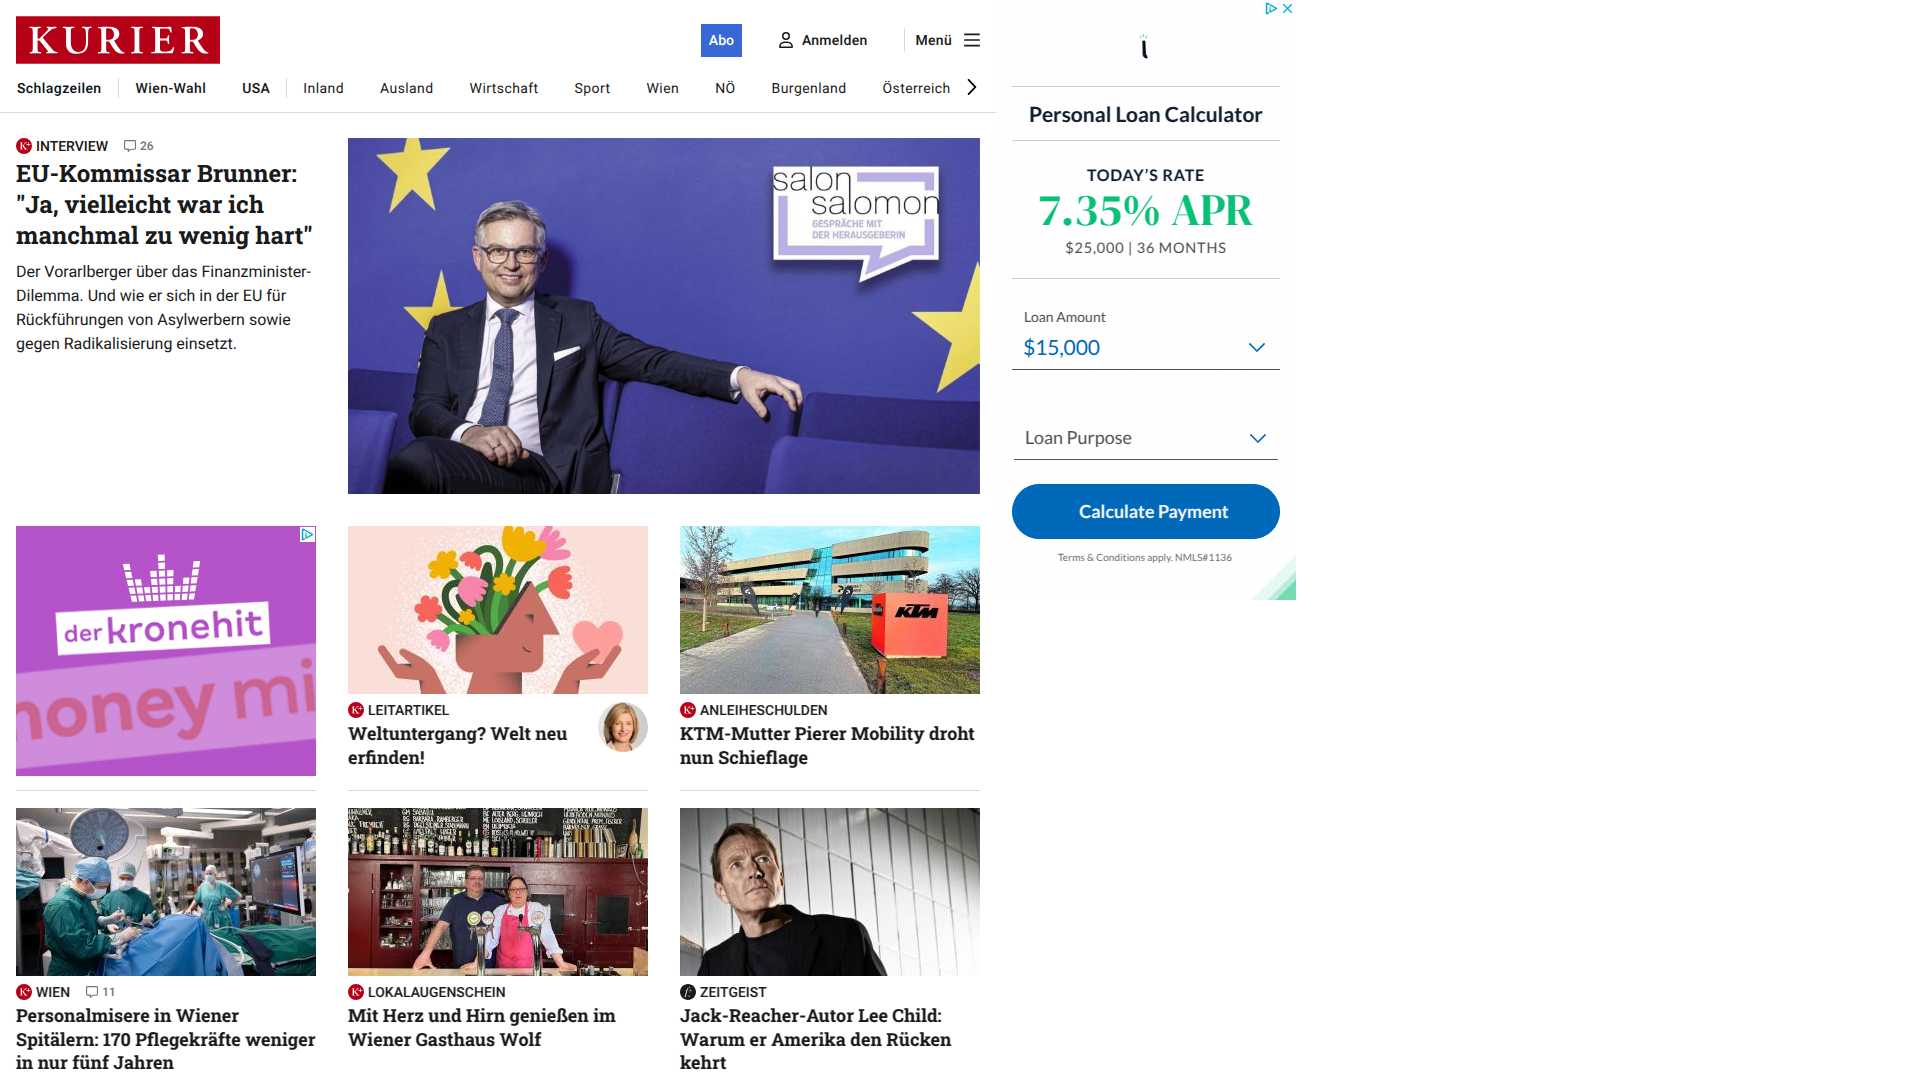 KURIER
Abo
Anmelden
Menü
Schlagzeilen
Wien-Wahl
USA
Inland
Ausland
Wirtschaft
Sport
Wien
NÖ
Burgenland
Österreich
INTERVIEW
26
EU-Kommissar Brunner:
"Ja, vielleicht war ich
manchmal zu wenig hart"
Der Vorarlberger über das Finanzminister-
Dilemma. Und wie er sich in der EU für
Rückführungen von Asylwerbern sowie
gegen Radikalisierung einsetzt.
salon
salomon
GESPRÄCHE MIT
DER HERAUSGEBERIN
Personal Loan Calculator
TODAY'S RATE
7.35% APR
$25,000 | 36 MONTHS
Loan Amount
$15,000
Loan Purpose
Calculate Payment
Terms & Conditions apply. NMLS#1136
der kronehit
money mi
KTM
LEITARTIKEL
Weltuntergang? Welt neu
erfinden!
ANLEIHESCHULDEN
KTM-Mutter Pierer Mobility droht
nun Schieflage
WIEN
11
Personalmisere in Wiener
Spitälern: 170 Pflegekräfte weniger
in nur fünf Jahren
LOKALAUGENSCHEIN
Mit Herz und Hirn genießen im
Wiener Gasthaus Wolf
ZEITGEIST
Jack-Reacher-Autor Lee Child:
Warum er Amerika den Rücken
kehrt